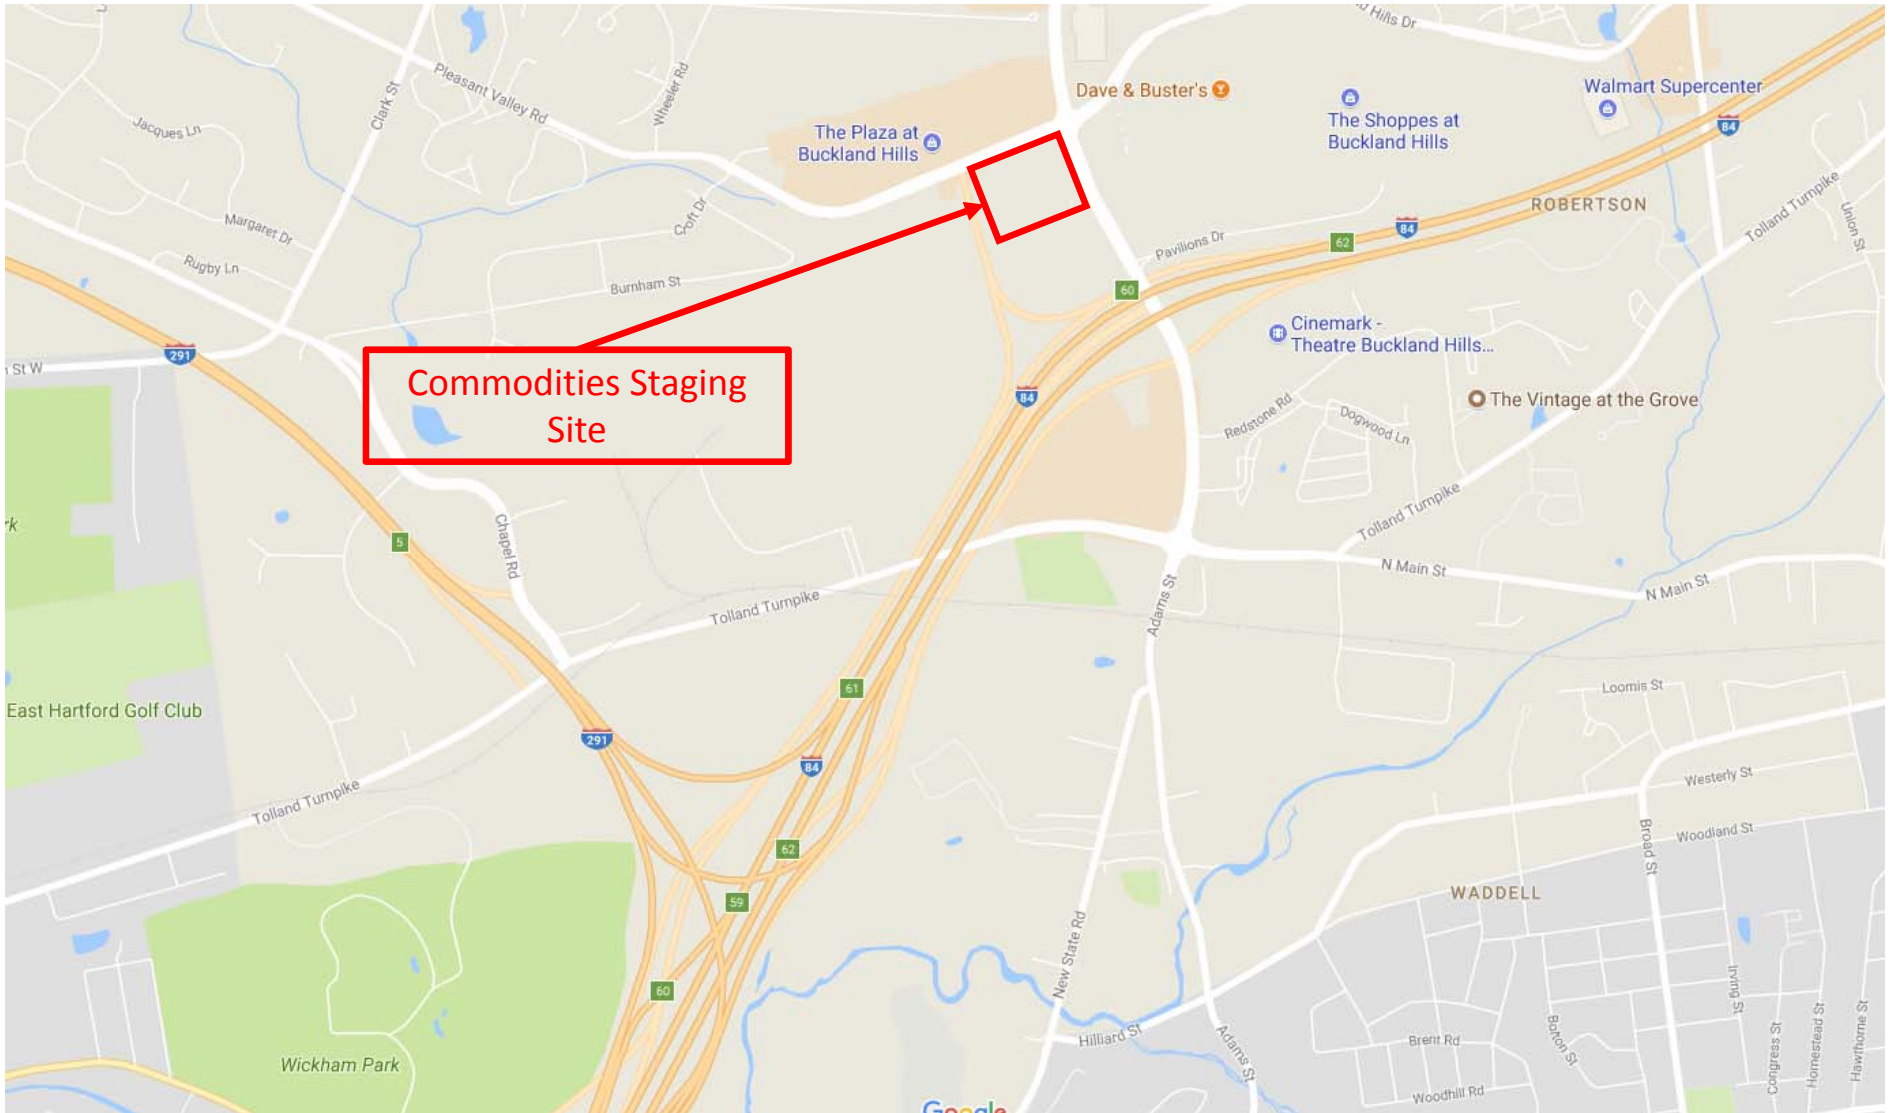 Hills Dr
Pleasant Valley Rd
Wheeler Rd
Clark St
Jacques Ln
Dave & Buster's
The Plaza at
Buckland Hills
The Shoppes at
Buckland Hills
Walmart Supercenter
84
Margaret Dr
Croft Dr
Rugby Ln
Burnham St
Pavilions Dr
62
84
ROBERTSON
Tolland Turnpike
Union St
60
291
St W
Commodities Staging
Site
84
Cinemark -
Theatre Buckland Hills...
The Vintage at the Grove
Redstone Rd
Dogwood Ln
Tolland Turnpike
5
Chapel Rd
Tolland Turnpike
Adams St
N Main St
N Main St
East Hartford Golf Club
61
291
84
Loomis St
Westerly St
Tolland Turnpike
62
Broad St
Woodland St
59
WADDELL
60
New State Rd
Irving St
Hilliard St
Adams St
Brent Rd
Bolton St
Congress St
Homestead St
Hawthorne St
Wickham Park
Woodhill Rd
Google